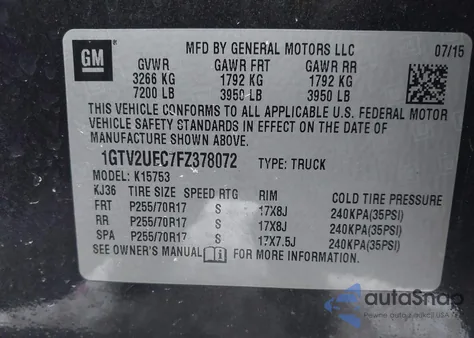 GM
MFD BY GENERAL MOTORS LLC 07/15
GVWR GAWR FRT GAWR RR
3266 KG 1792 KG 1792 KG
7200 LB 3950 LB 3950 LB
THIS VEHICLE CONFORMS TO ALL APPLICABLE U.S. FEDERAL MOTOR
VEHICLE SAFETY STANDARDS IN EFFECT ON THE DATE OF
MANUFACTURE SHOWN ABOVE.
1GTV2UEC7FZ378072 TYPE: TRUCK
MODEL: K15753
KJ36 TIRE SIZE SPEED RTG RIM COLD TIRE PRESSURE
FRT P255/70R17 S 17X8J 240KPA(35PSI)
RR P255/70R17 S 17X8J 240KPA(35PSI)
SPA P255/70R17 S 17X7.5J 240KPA(35PSI)
SEE OWNER'S MANUAL FOR MORE INFORMATION.
autoSnap